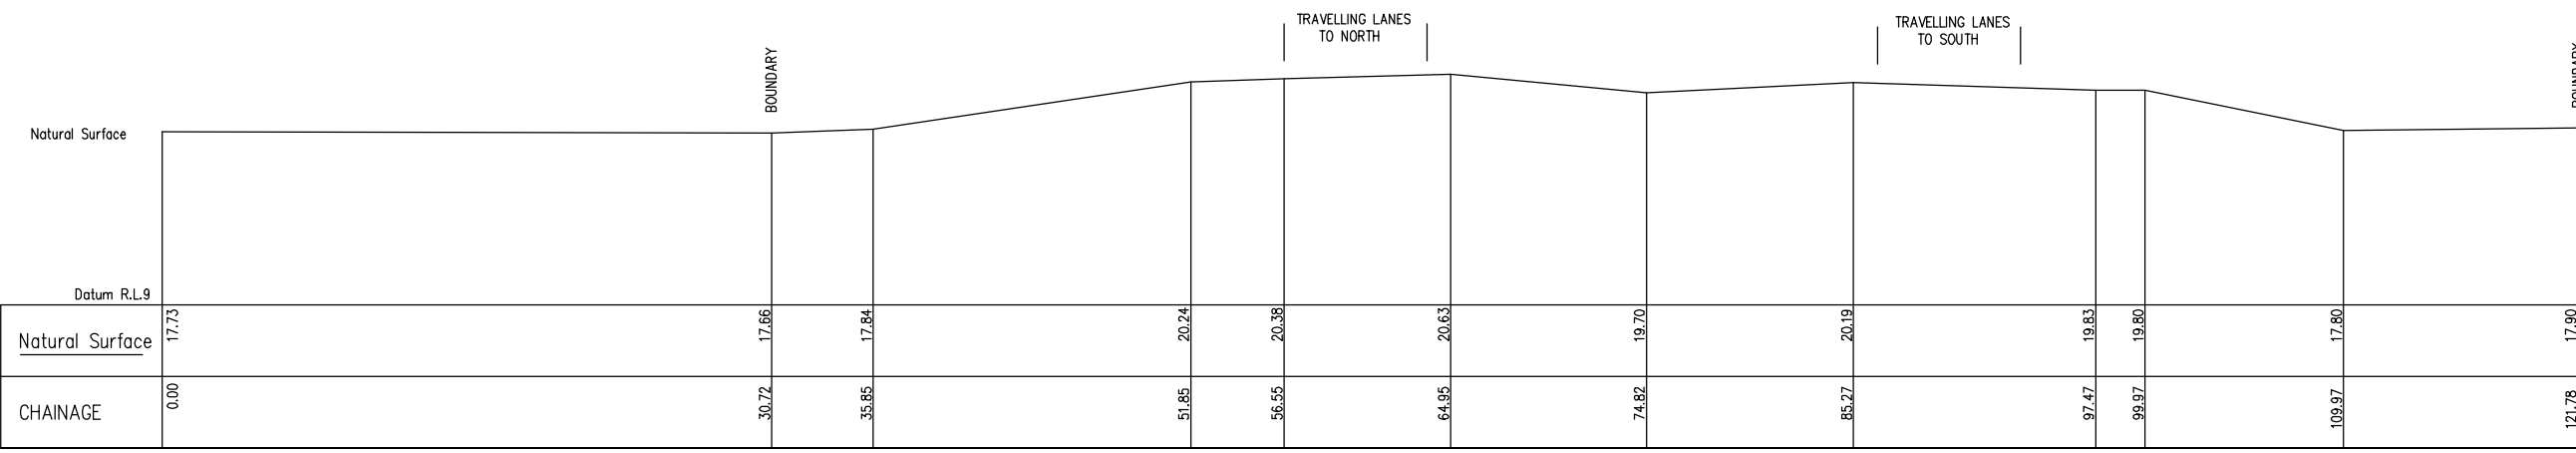 TRAVELLING LANES
TO NORTH
TRAVELLING LANES
TO SOUTH
BOUNDARY
BOUNDARY
Natural Surface
Datum R.L.9
Natural Surface 17.73 17.66 17.84 20.24 20.38 20.63 19.70 20.19 19.83 19.80 17.80 17.90
CHAINAGE 0.00 30.72 35.85 51.85 56.55 64.95 74.82 85.27 97.47 99.97 109.97 121.78